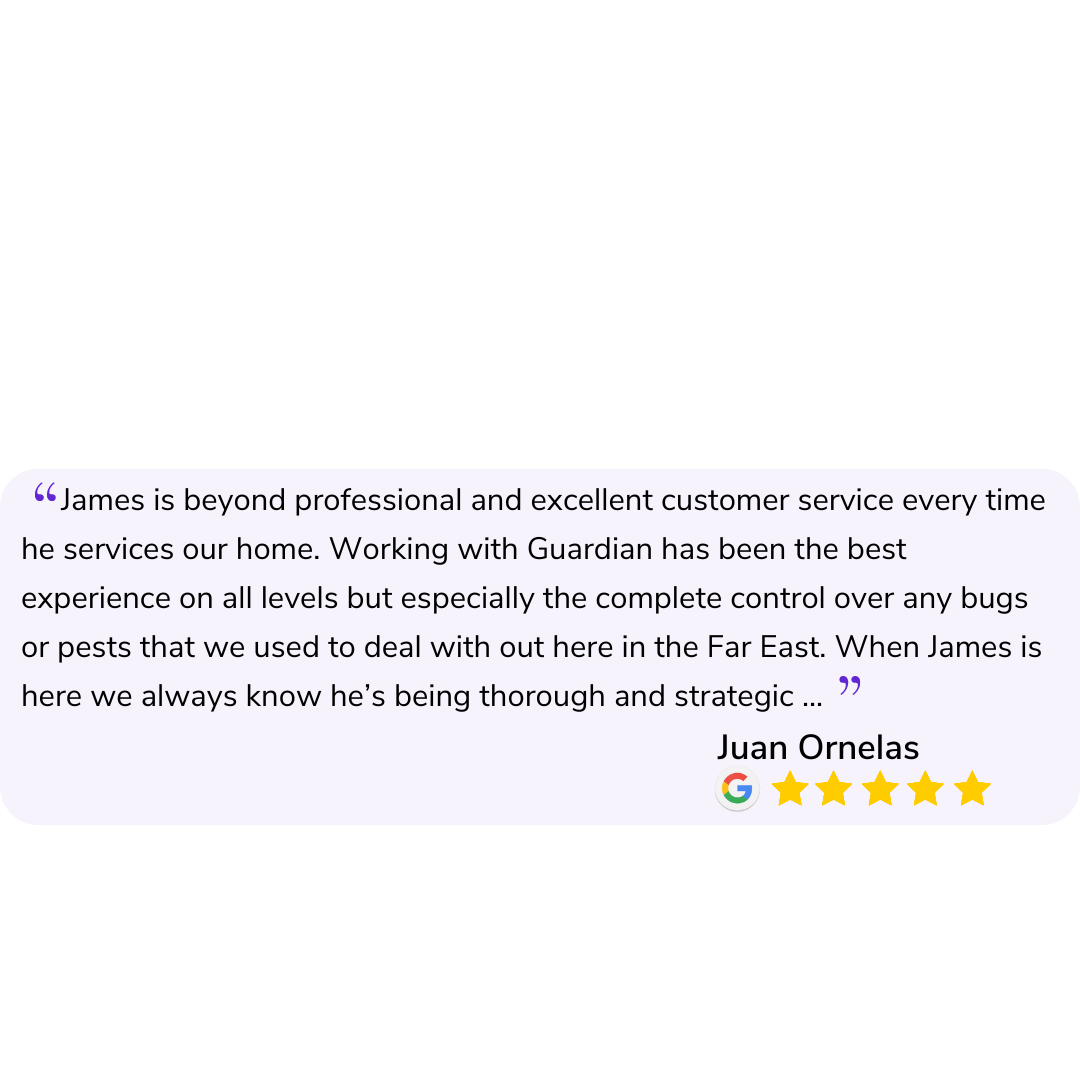 “James is beyond professional and excellent customer service every time
he services our home. Working with Guardian has been the best
experience on all levels but especially the complete control over any bugs
or pests that we used to deal with out here in the Far East. When James is
here we always know he’s being thorough and strategic ... ”
Juan Ornelas
G